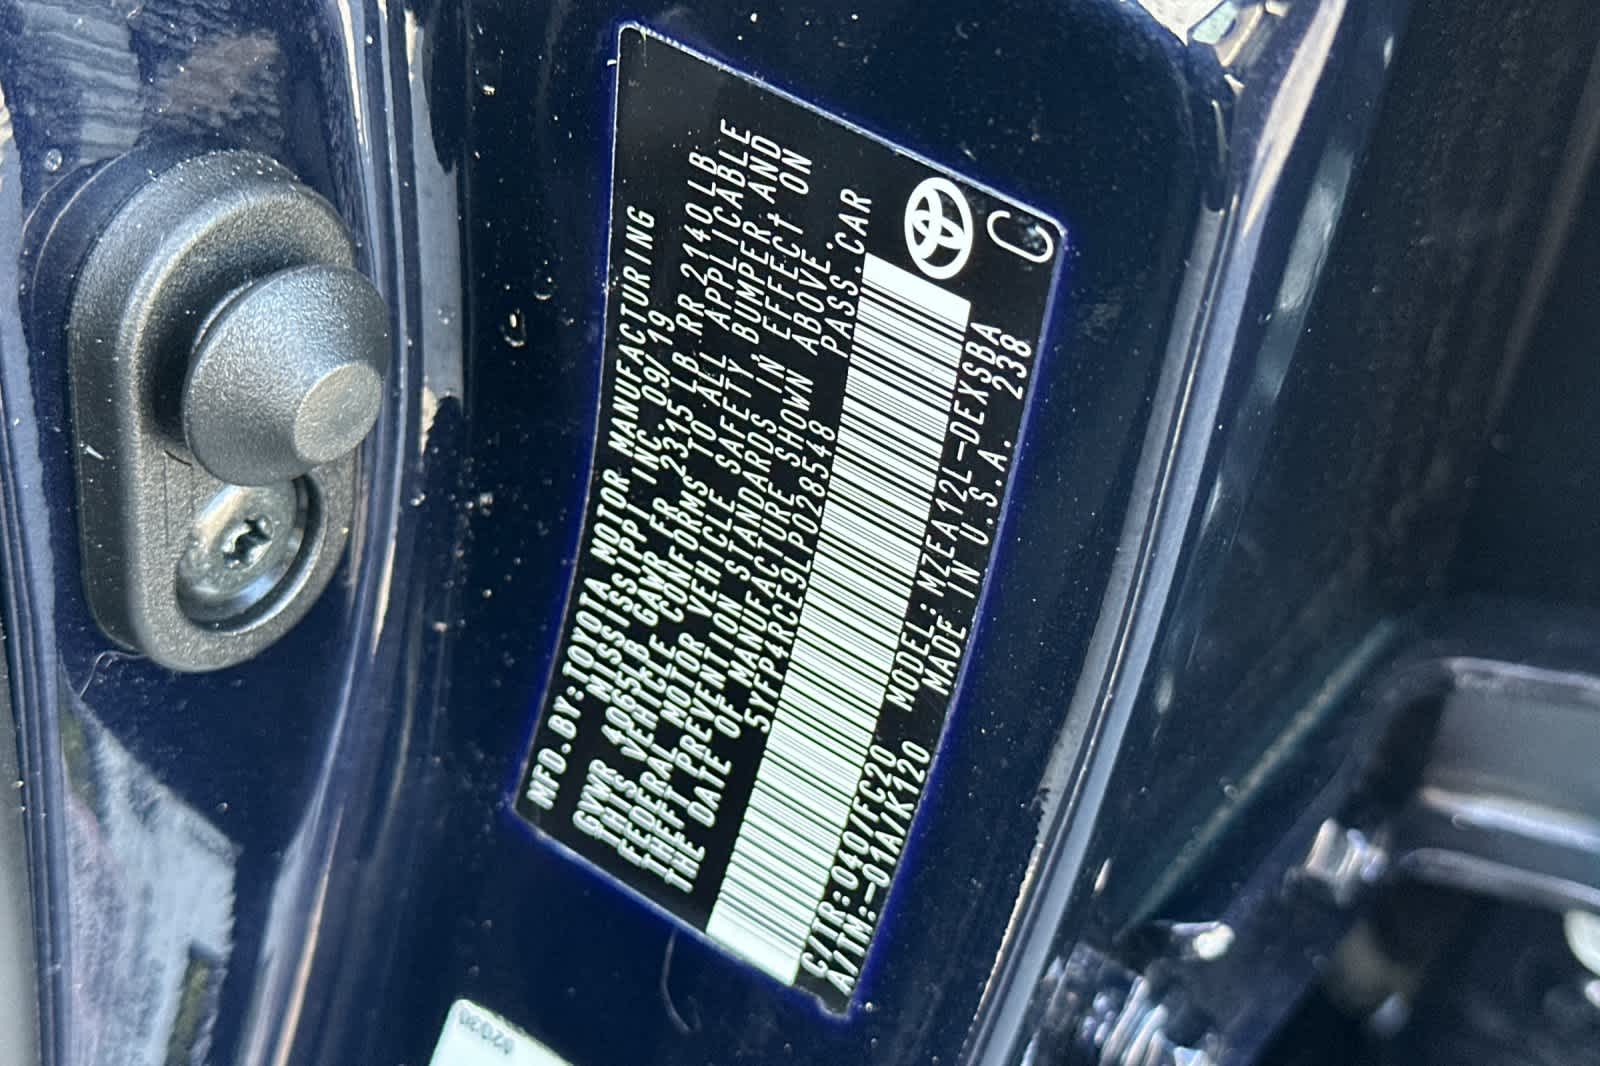 MFD.BY:TOYOTA MOTOR MANUFACTURING
MISSISSIPPI INC.09/19
GVWR 4065LB GAWR FR 2315 LB RR 2140LB
THIS VEHICLE CONFORMS TO ALL APPLICABLE
FEDERAL MOTOR VEHICLE SAFETY,BUMPER,AND
THEFT PREVENTION STANDARDS IN EFFECT ON
THE DATE OF MANUFACTURE SHOWN ABOVE.
5YFP4RCE9LP028548 PASS.CAR
C/TR:040/FC20 MODEL:MZEA12L-DEXSBA
A/TM:-01A/K120 MADE IN U.S.A. 238
C